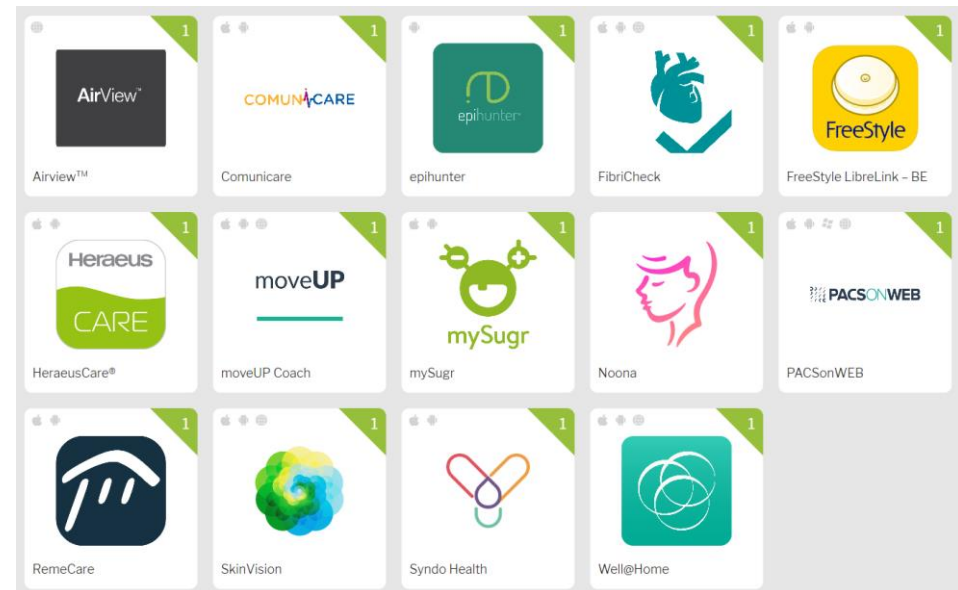 1
1
1
1
1
AirView™
COMUNICARE
epihunter
FreeStyle
Airview™
Comunicare
epihunter
FibriCheck
FreeStyle LibreLink – BE
1
1
1
1
1
Heraeus
CARE
moveUP
mySugr
PACSONWEB
HeraeusCare®
moveUP Coach
mySugr
Noona
PACSonWEB
1
1
1
1
RemeCare
SkinVision
Syndo Health
Well@Home